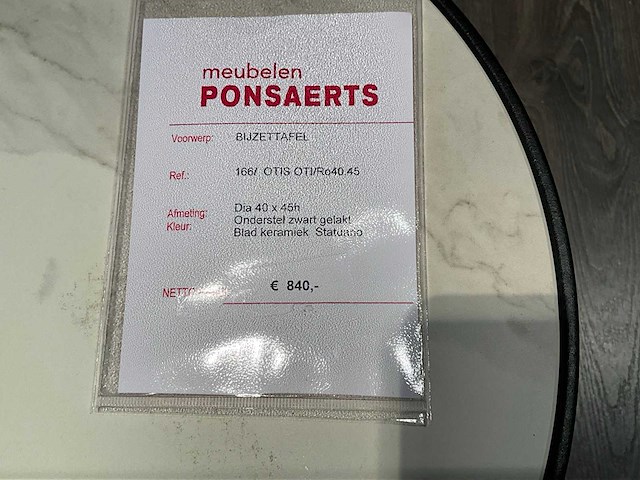 meubelen
PONSAERTS
Voorwerp: BIJZETTAFEL
Ref.: 166/ OTIS OTI/Ro40.45
Afmeting: Dia 40 x 45h
Kleur: Onderstel zwart gelakt
Blad keramiek Statuario
NETTO € 840,-